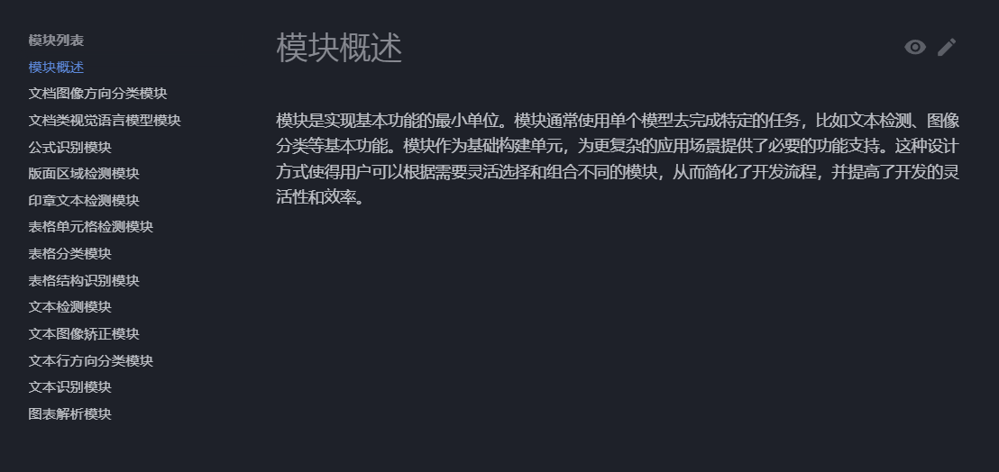 模块列表
模块概述
文档图像方向分类模块
文档类视觉语言模型模块
公式识别模块
版面区域检测模块
印章文本检测模块
表格单元格检测模块
表格分类模块
表格结构识别模块
文本检测模块
文本图像矫正模块
文本行方向分类模块
文本识别模块
图表解析模块
模块概述
模块是实现基本功能的最小单位。模块通常使用单个模型去完成特定的任务，比如文本检测、图像
分类等基本功能。模块作为基础构建单元，为更复杂的应用场景提供了必要的功能支持。这种设计
方式使得用户可以根据需要灵活选择和组合不同的模块，从而简化了开发流程，并提高了开发的灵
活性和效率。